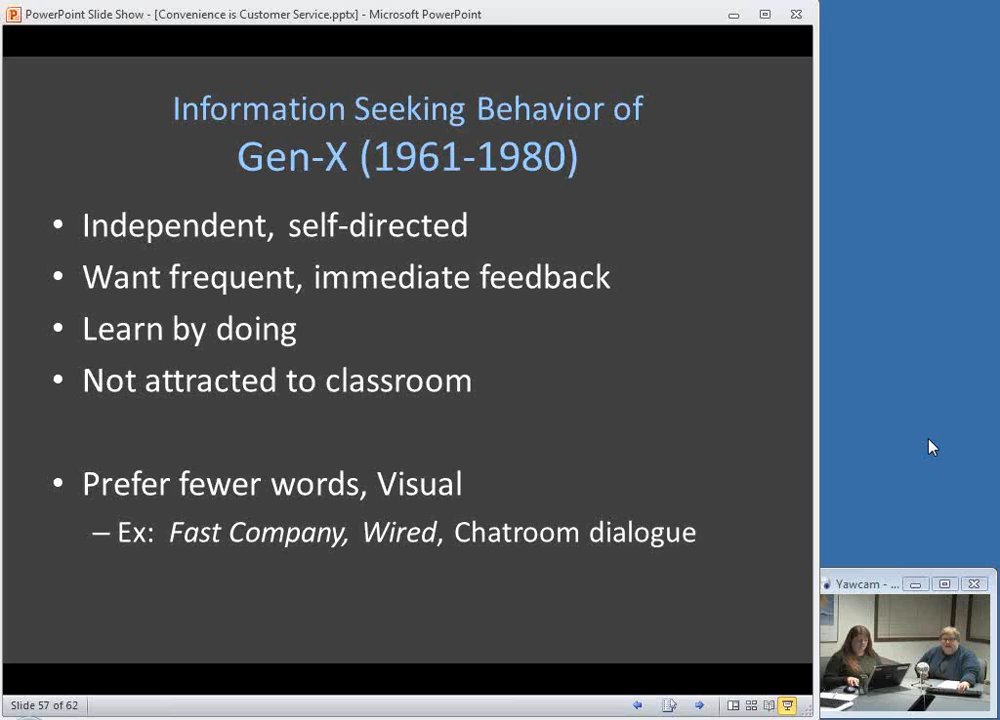 PowerPoint Slide Show - [Convenience is Customer Service.pptx] - Microsoft PowerPoint
Information Seeking Behavior of
Gen-X (1961-1980)
• Independent, self-directed
• Want frequent, immediate feedback
• Learn by doing
• Not attracted to classroom
• Prefer fewer words, Visual
– Ex: Fast Company, Wired, Chatroom dialogue
Yawcam - ...
Slide 57 of 62